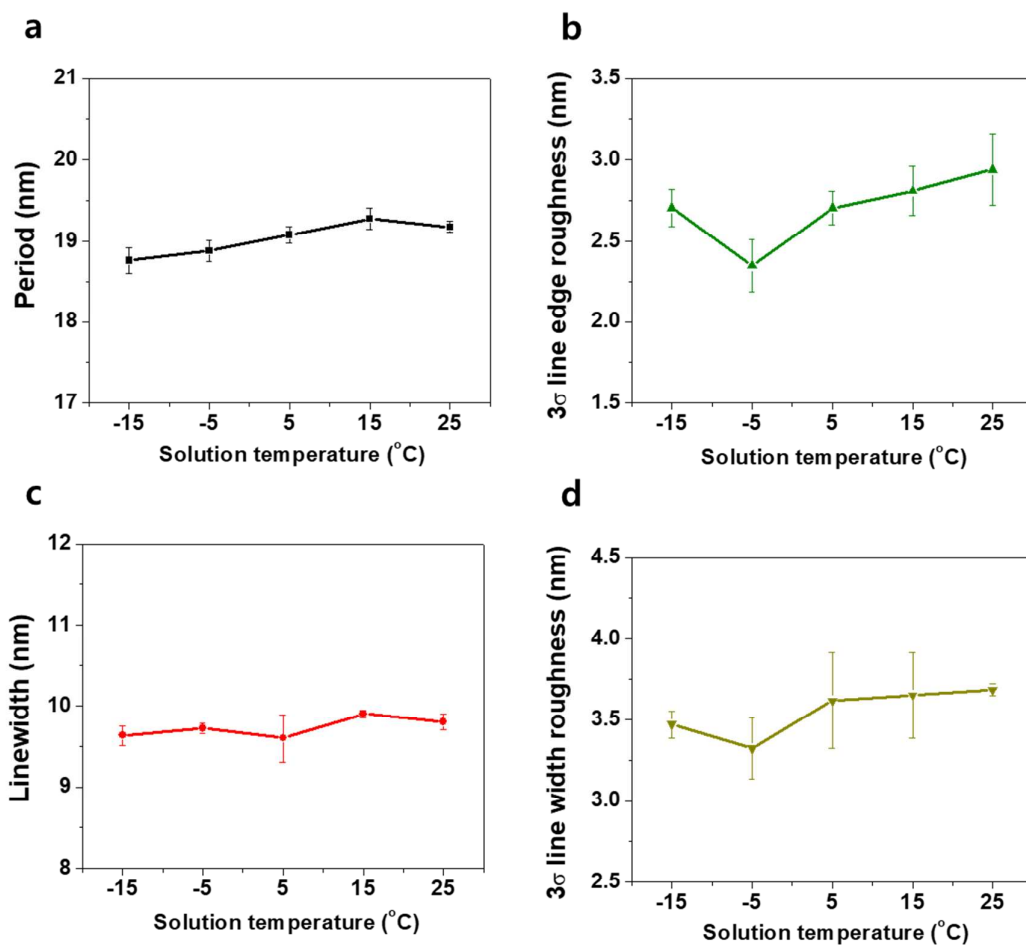 a
21
20
19
18
17
Period (nm)
-15 -5 5 15 25
Solution temperature (°C)
b
3.5
3.0
2.5
2.0
1.5
3σ line edge roughness (nm)
-15 -5 5 15 25
Solution temperature (°C)
c
12
11
10
9
8
Linewidth (nm)
-15 -5 5 15 25
Solution temperature (°C)
d
4.5
4.0
3.5
3.0
2.5
3σ line width roughness (nm)
-15 -5 5 15 25
Solution temperature (°C)